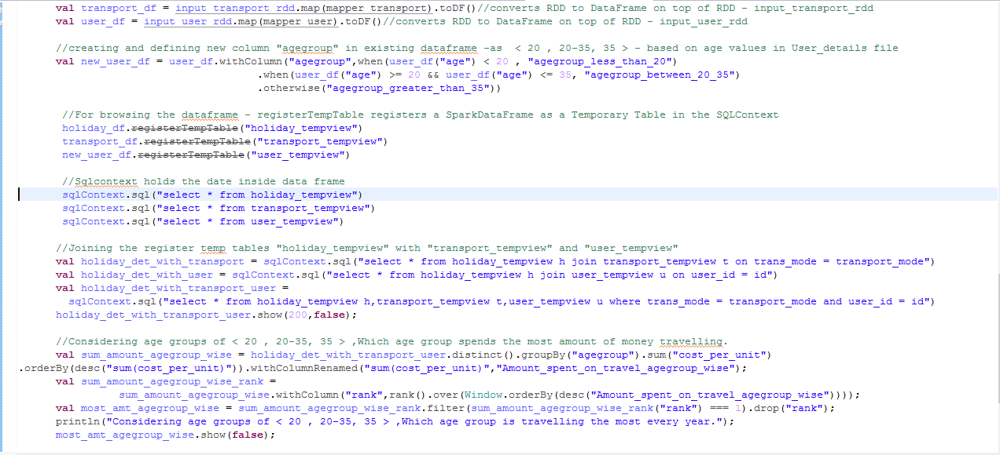 val transport_df = input_transport_rdd.map(mapper_transport).toDF()//converts RDD to DataFrame on top of RDD - input_transport_rdd
val user_df = input_user_rdd.map(mapper_user).toDF()//converts RDD to DataFrame on top of RDD - input_user_rdd
//creating and defining new column "agegroup" in existing dataframe -as  < 20 , 20-35, 35 > - based on age values in User_details file
val new_user_df = user_df.withColumn("agegroup",when(user_df("age") < 20 , "agegroup_less_than_20")
.when(user_df("age") >= 20 && user_df("age") <= 35, "agegroup_between_20_35")
.otherwise("agegroup_greater_than_35"))
//For browsing the dataframe - registerTempTable registers a SparkDataFrame as a Temporary Table in the SQLContext
holiday_df.registerTempTable("holiday_tempview")
transport_df.registerTempTable("transport_tempview")
new_user_df.registerTempTable("user_tempview")
//Sqlcontext holds the date inside data frame
sqlContext.sql("select * from holiday_tempview")
sqlContext.sql("select * from transport_tempview")
sqlContext.sql("select * from user_tempview")
//Joining the register temp tables "holiday_tempview" with "transport_tempview" and "user_tempview"
val holiday_det_with_transport = sqlContext.sql("select * from holiday_tempview h join transport_tempview t on trans_mode = transport_mode")
val holiday_det_with_user = sqlContext.sql("select * from holiday_tempview h join user_tempview u on user_id = id")
val holiday_det_with_transport_user =
sqlContext.sql("select * from holiday_tempview h,transport_tempview t,user_tempview u where trans_mode = transport_mode and user_id = id")
holiday_det_with_transport_user.show(200,false);
//Considering age groups of < 20 , 20-35, 35 > ,Which age group spends the most amount of money travelling.
val sum_amount_agegroup_wise = holiday_det_with_transport_user.distinct().groupBy("agegroup").sum("cost_per_unit")
.orderBy(desc("sum(cost_per_unit)")).withColumnRenamed("sum(cost_per_unit)","Amount_spent_on_travel_agegroup_wise");
val sum_amount_agegroup_wise_rank =
sum_amount_agegroup_wise.withColumn("rank",rank().over(Window.orderBy(desc("Amount_spent_on_travel_agegroup_wise"))));
val most_amt_agegroup_wise = sum_amount_agegroup_wise_rank.filter(sum_amount_agegroup_wise_rank("rank") === 1).drop("rank");
println("Considering age groups of < 20 , 20-35, 35 > ,Which age group is travelling the most every year.");
most_amt_agegroup_wise.show(false);